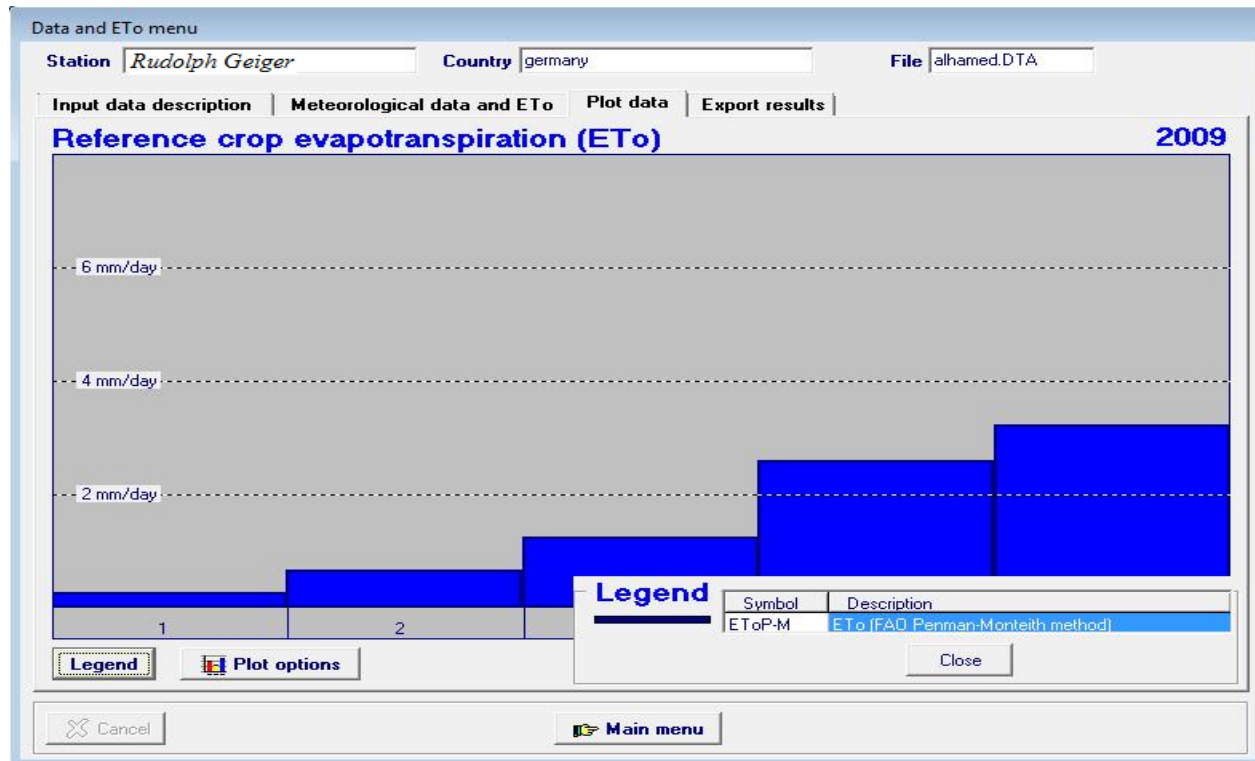 Data and ETo menu
Station Rudolph Geiger Country germany File alhamed.DTA
Input data description Meteorological data and ETo Plot data Export results
Reference crop evapotranspiration (ETo) 2009
6 mm/day
4 mm/day
2 mm/day
1 2
Legend
Symbol Description
EToP-M ETo (FAO Penman-Monteith method)
Close
Legend Plot options
Cancel Main menu